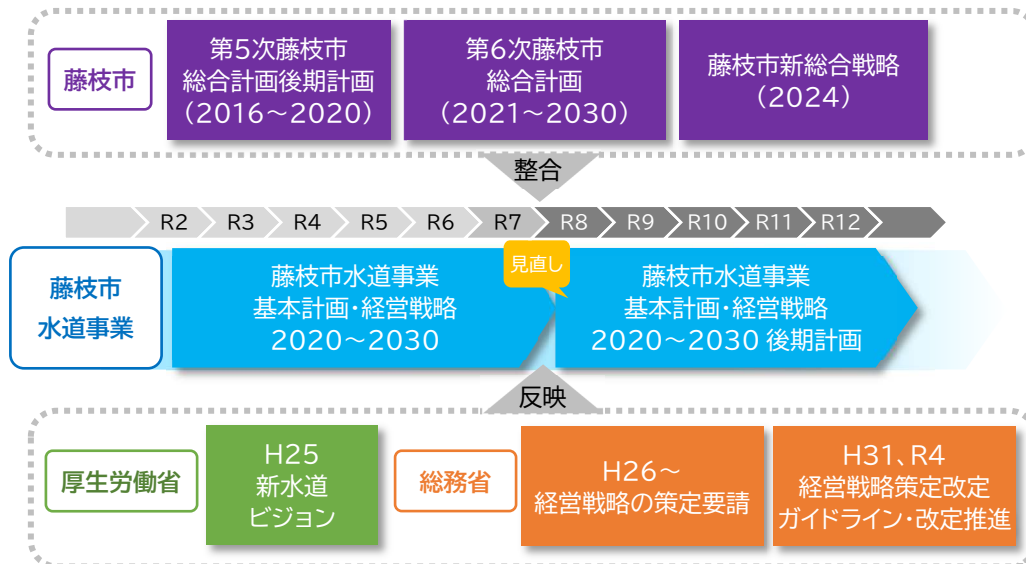 藤枝市
第5次藤枝市
総合計画後期計画
（2016～2020）
第6次藤枝市
総合計画
（2021～2030）
藤枝市新総合戦略
（2024）
整合
R2 R3 R4 R5 R6 R7 R8 R9 R10 R11 R12
藤枝市
水道事業
藤枝市水道事業
基本計画・経営戦略
2020～2030
見直し
藤枝市水道事業
基本計画・経営戦略
2020～2030 後期計画
反映
厚生労働省
H25
新水道
ビジョン
総務省
H26～
経営戦略の策定要請
H31、R4
経営戦略策定改定
ガイドライン・改定推進